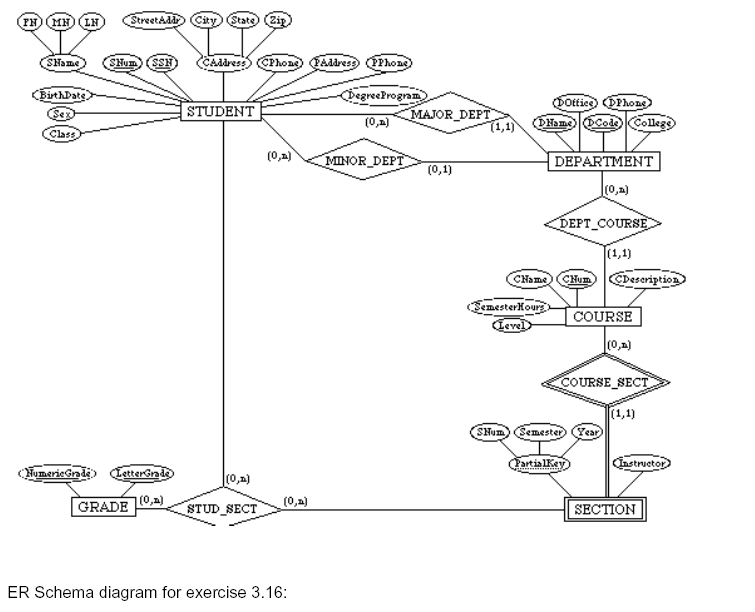 FN MN LN StreetAddr City State Zip
SName SNum SSN CAddress CPhone PAddress PPhone
BirthDate DegreeProgram
Sex STUDENT
Class
(0,n) MAJOR_DEPT (1,1)
DOffice DPhone
DName DCode College
(0,n) MINOR_DEPT (0,1) DEPARTMENT
(0,n)
DEPT_COURSE
(1,1)
CName CNum CDescription
SemesterHours
Level COURSE
(0,n)
COURSE_SECT
(1,1)
SNum Semester Year
PartialKey Instructor
NumericGrade LetterGrade (0,n)
GRADE (0,n) STUD_SECT (0,n) SECTION
ER Schema diagram for exercise 3.16: